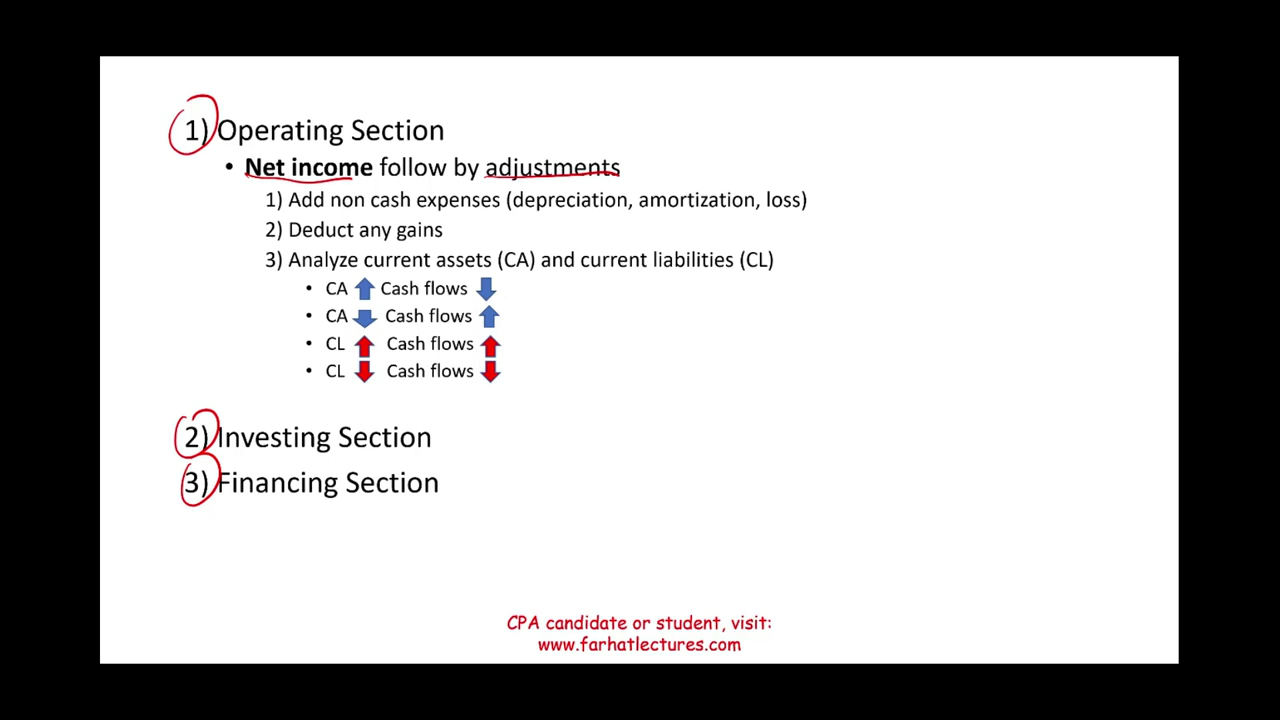 1) Operating Section
• Net income follow by adjustments
1) Add non cash expenses (depreciation, amortization, loss)
2) Deduct any gains
3) Analyze current assets (CA) and current liabilities (CL)
• CA Cash flows
• CA Cash flows
• CL Cash flows
• CL Cash flows
2) Investing Section
3) Financing Section
CPA candidate or student, visit:
www.farhatlectures.com